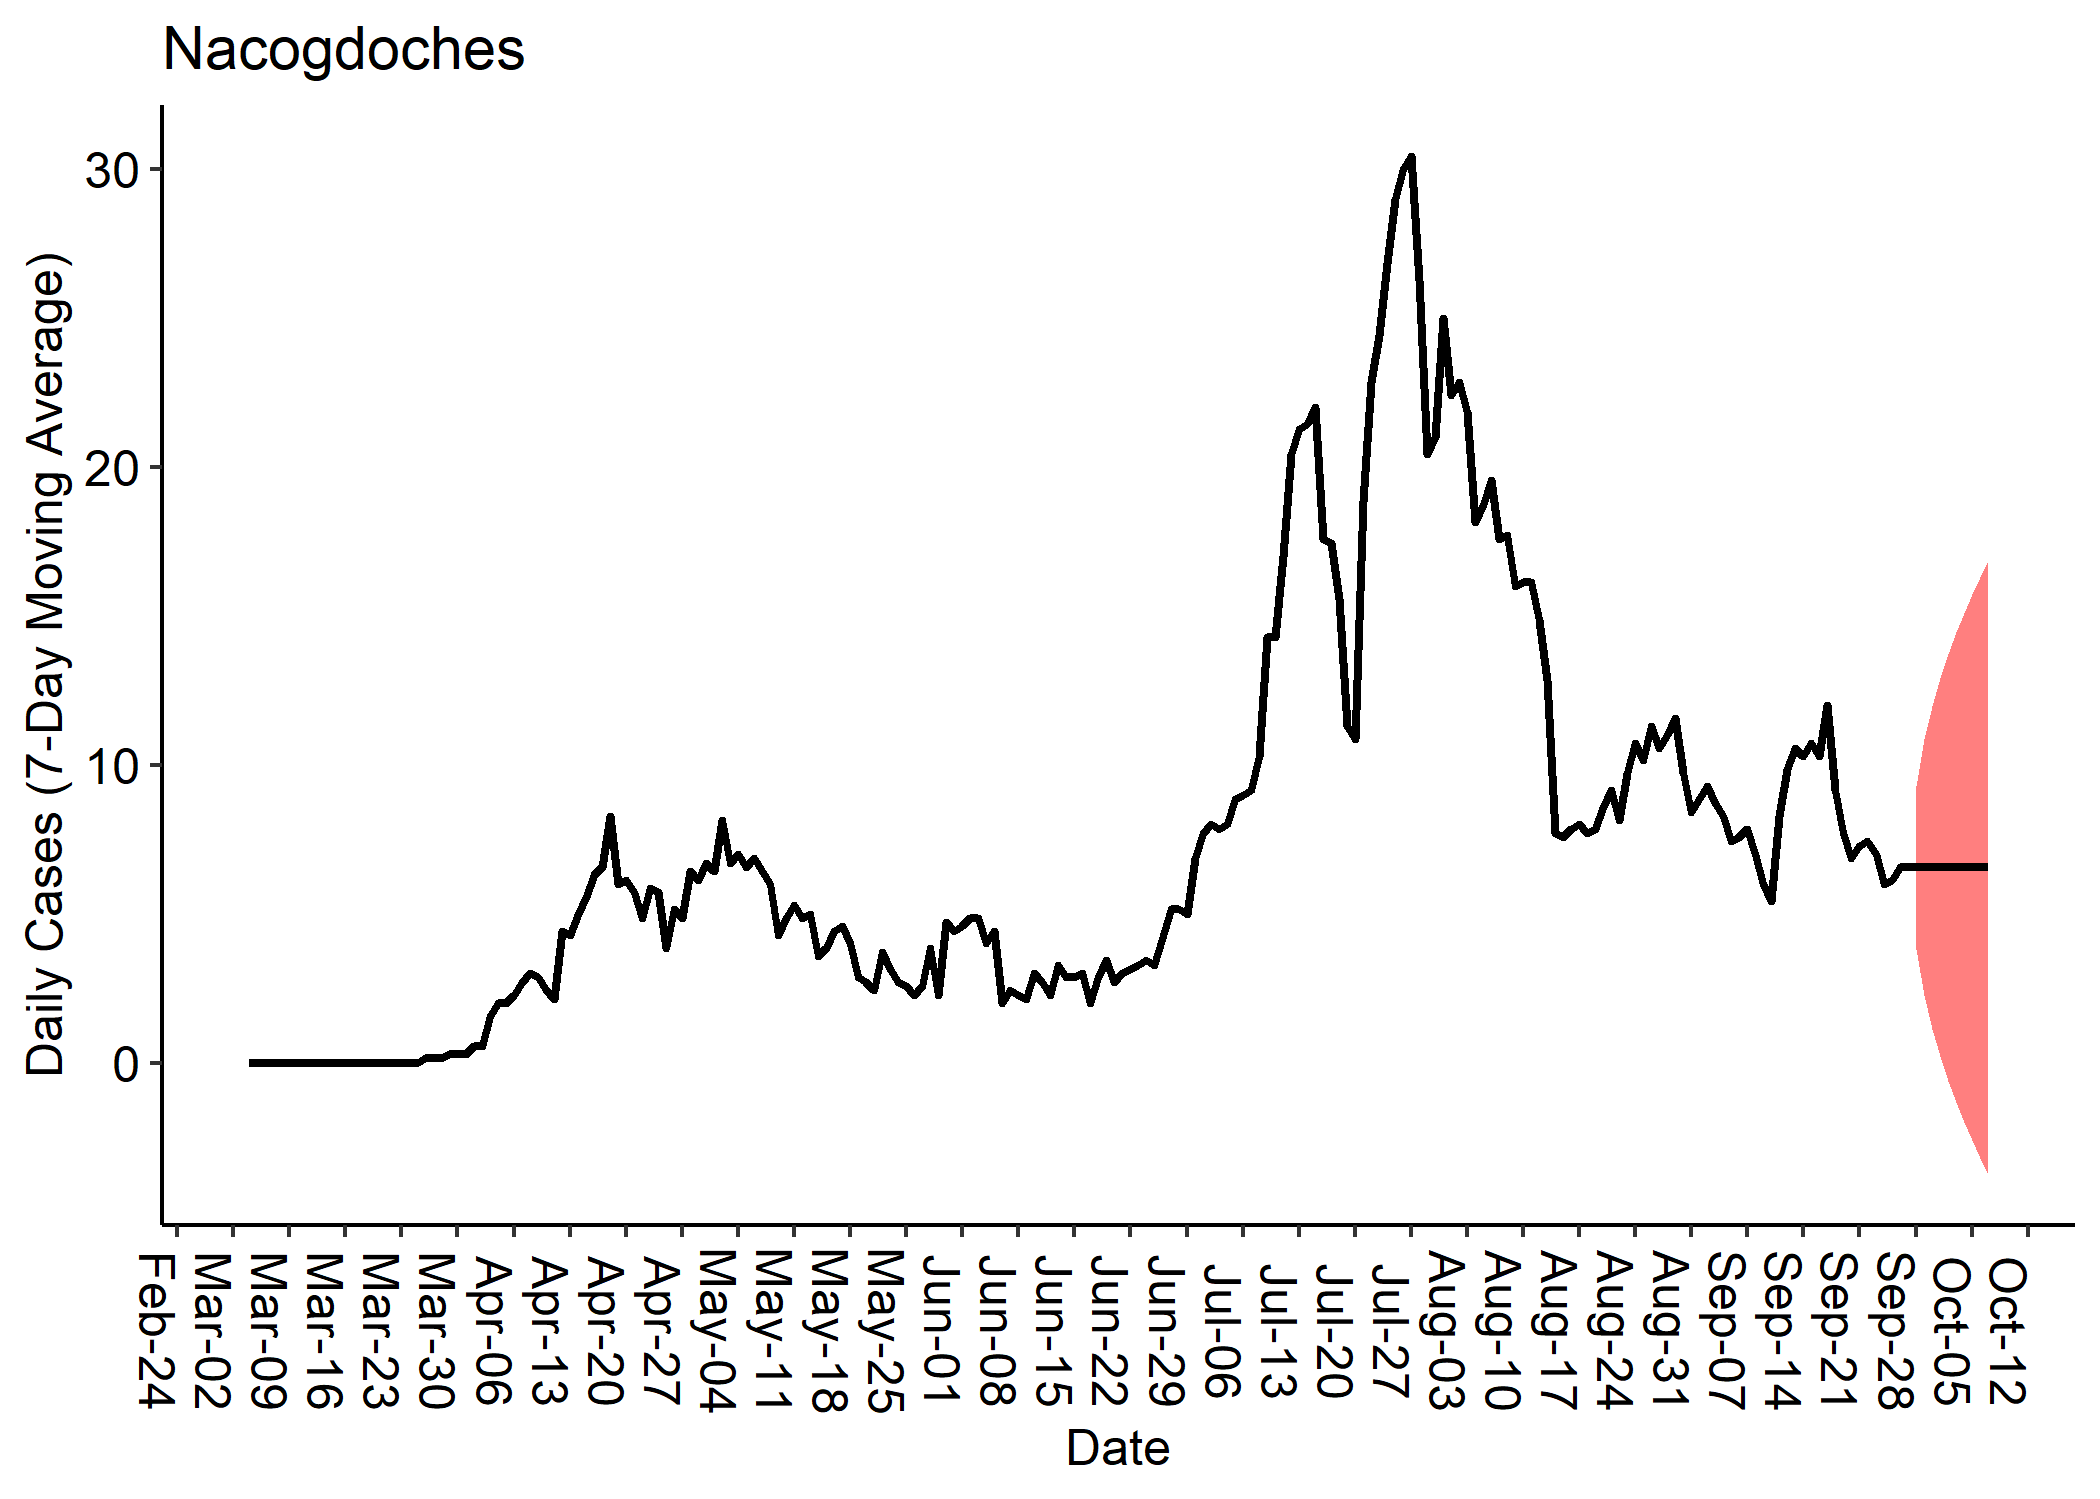 Nacogdoches
Daily Cases (7-Day Moving Average)
30
20
10
0
Feb-24
Mar-02
Mar-09
Mar-16
Mar-23
Mar-30
Apr-06
Apr-13
Apr-20
Apr-27
May-04
May-11
May-18
May-25
Jun-01
Jun-08
Jun-15
Jun-22
Jun-29
Jul-06
Jul-13
Jul-20
Jul-27
Aug-03
Aug-10
Aug-17
Aug-24
Aug-31
Sep-07
Sep-14
Sep-21
Sep-28
Oct-05
Oct-12
Date